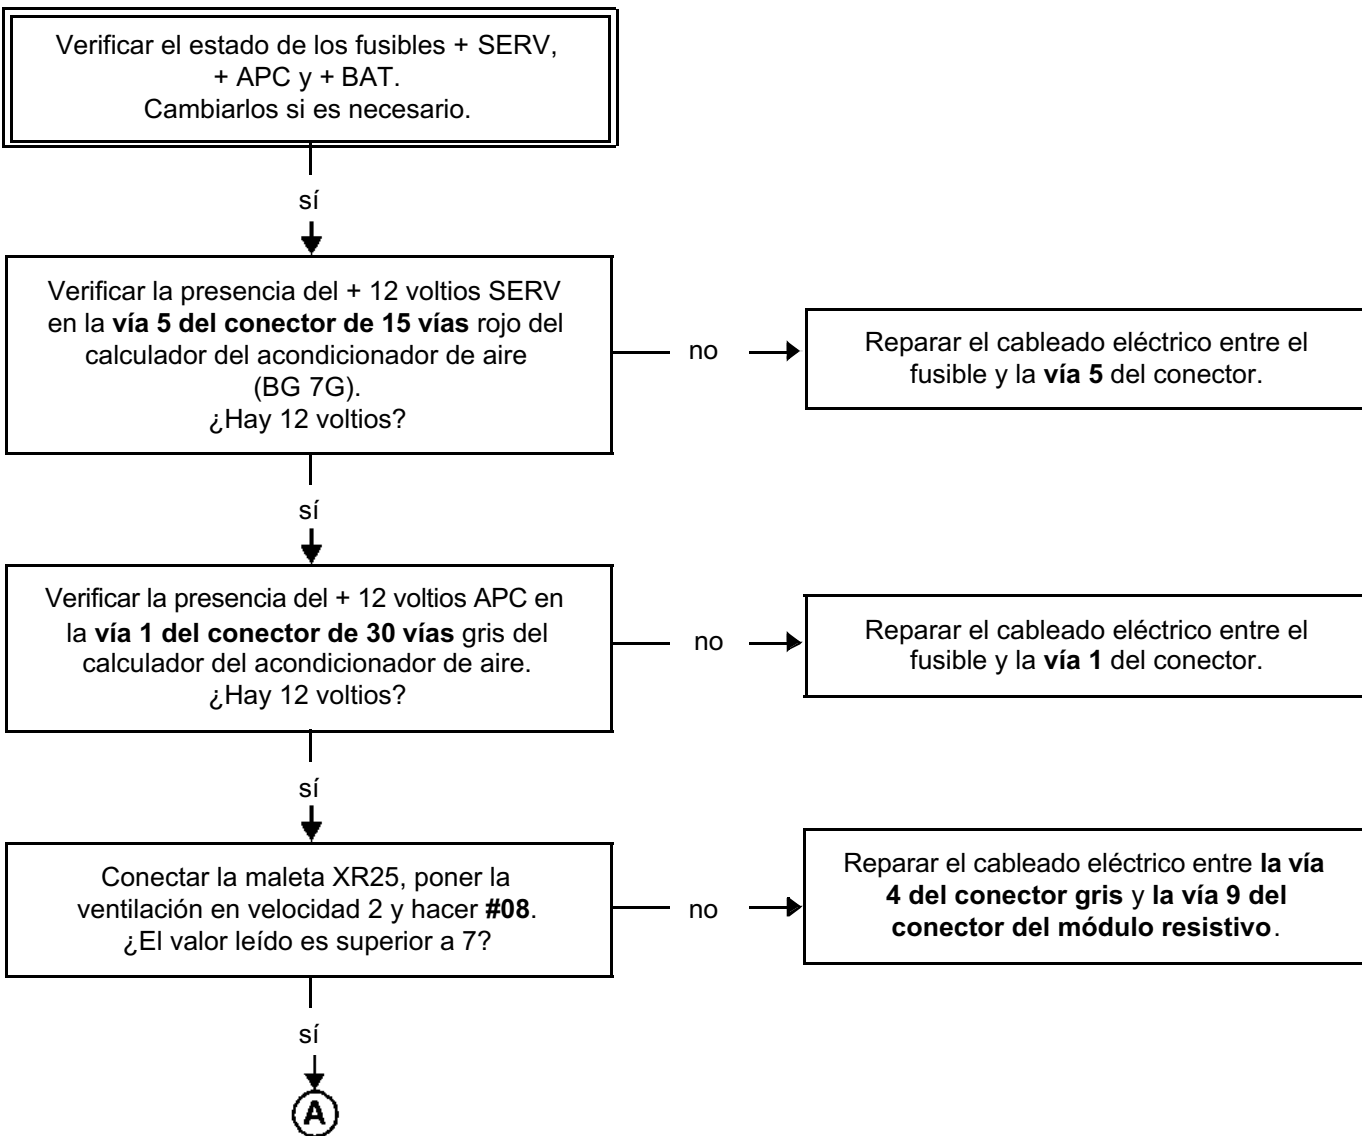 Verificar el estado de los fusibles + SERV,
+ APC y + BAT.
Cambiarlos si es necesario.
sí
Verificar la presencia del + 12 voltios SERV
en la vía 5 del conector de 15 vías rojo del
calculador del acondicionador de aire
(BG 7G).
¿Hay 12 voltios?
no
Reparar el cableado eléctrico entre el
fusible y la vía 5 del conector.
sí
Verificar la presencia del + 12 voltios APC en
la vía 1 del conector de 30 vías gris del
calculador del acondicionador de aire.
¿Hay 12 voltios?
no
Reparar el cableado eléctrico entre el
fusible y la vía 1 del conector.
sí
Conectar la maleta XR25, poner la
ventilación en velocidad 2 y hacer #08.
¿El valor leído es superior a 7?
no
Reparar el cableado eléctrico entre la vía
4 del conector gris y la vía 9 del
conector del módulo resistivo.
sí
A